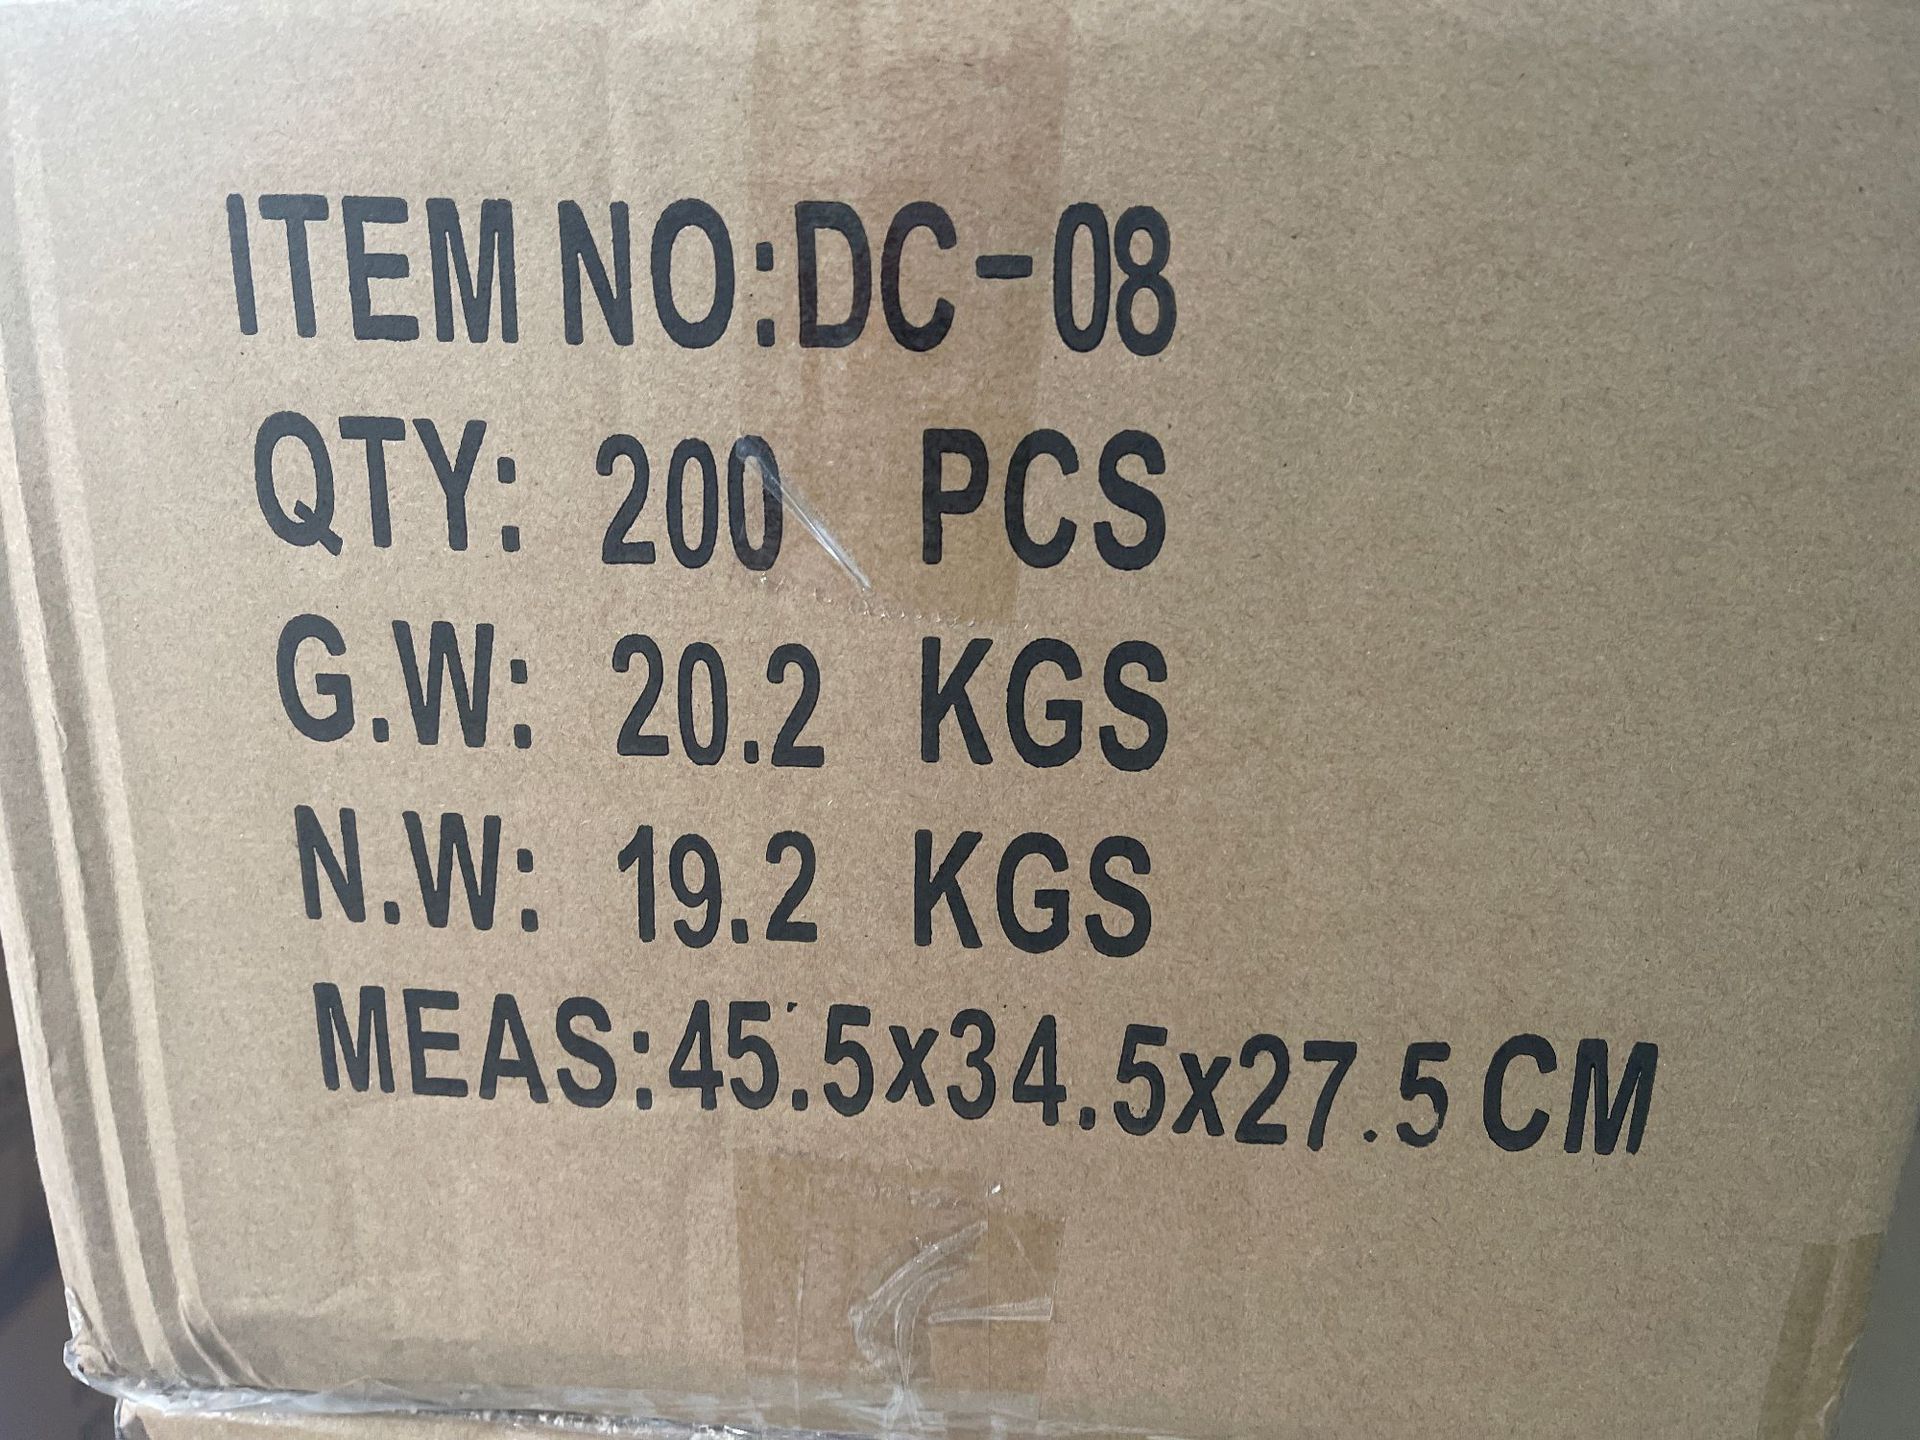 ITEM NO:DC-08
QTY: 200 PCS
G.W: 20.2 KGS
N.W: 19.2 KGS
MEAS:45.5x34.5x27.5 CM